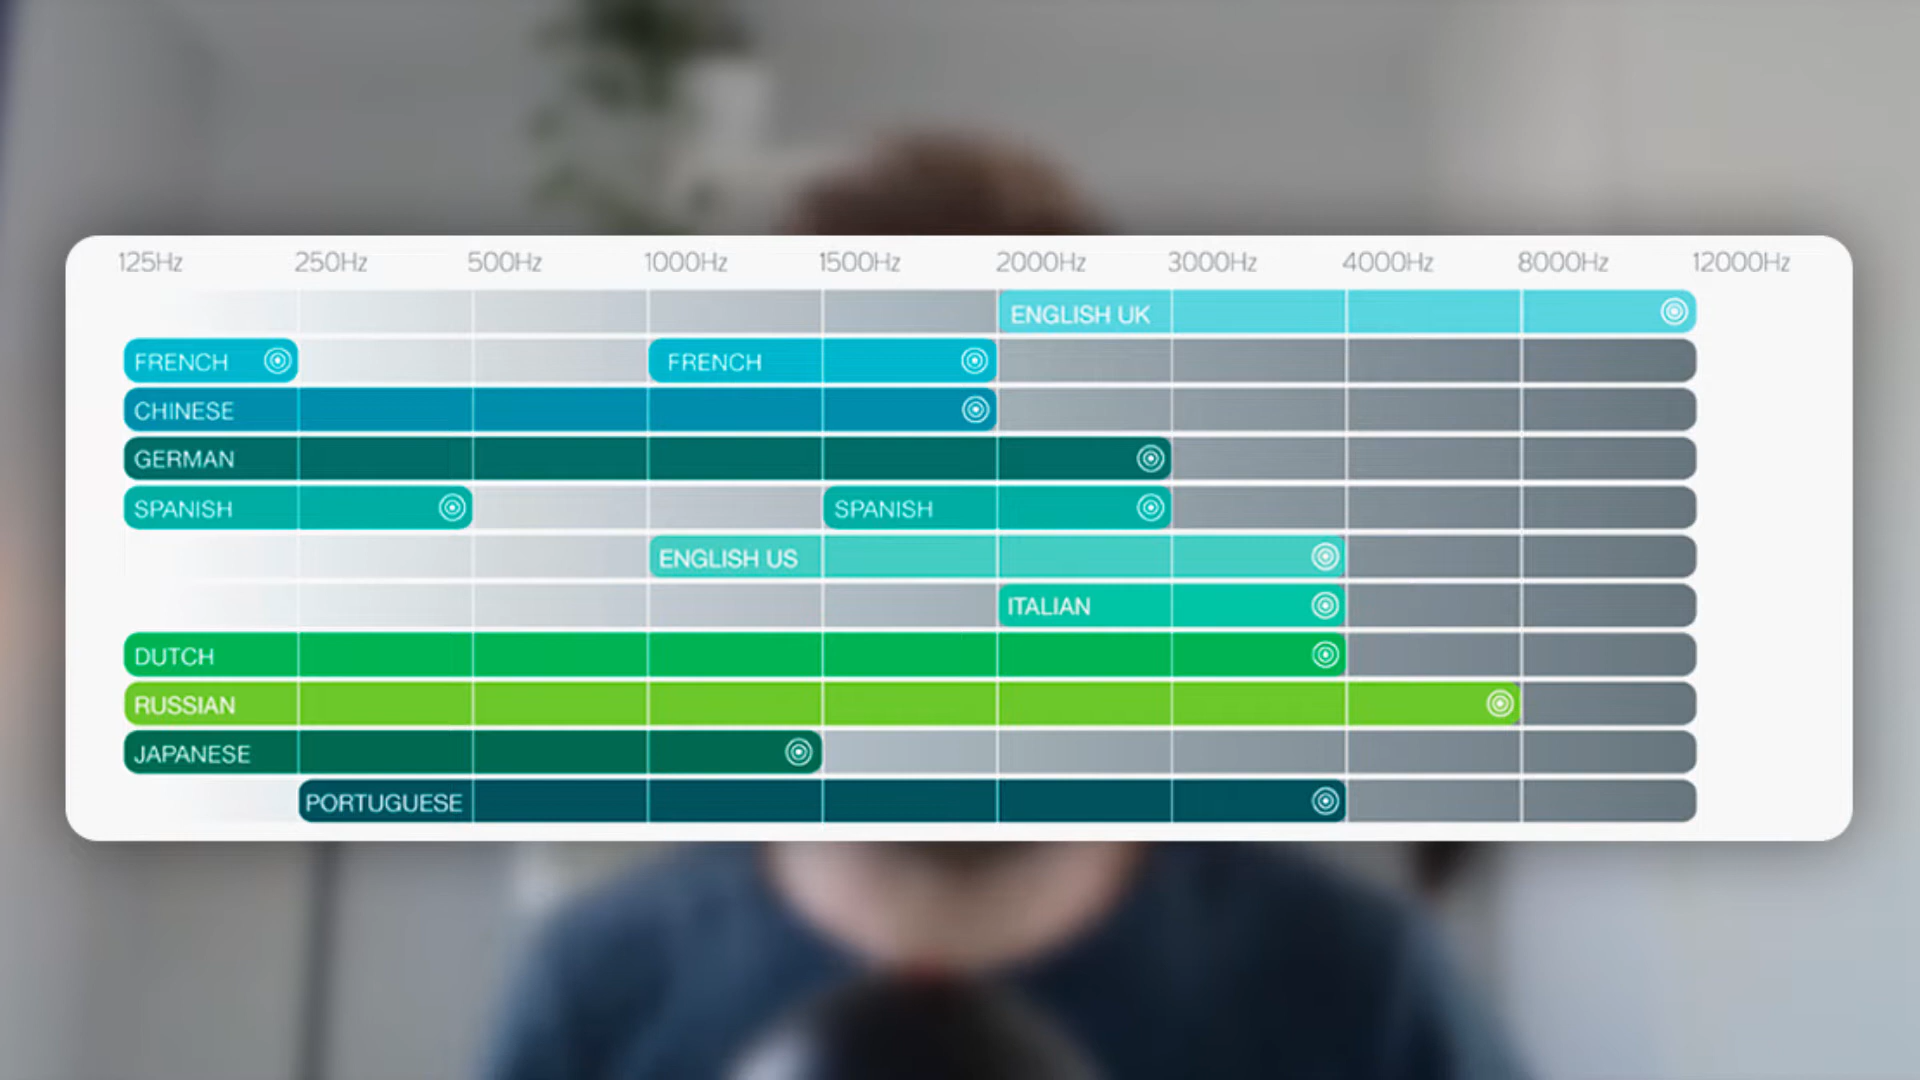 125Hz 250Hz 500Hz 1000Hz 1500Hz 2000Hz 3000Hz 4000Hz 8000Hz 12000Hz
ENGLISH UK
FRENCH FRENCH
CHINESE
GERMAN
SPANISH SPANISH
ENGLISH US
ITALIAN
DUTCH
RUSSIAN
JAPANESE
PORTUGUESE